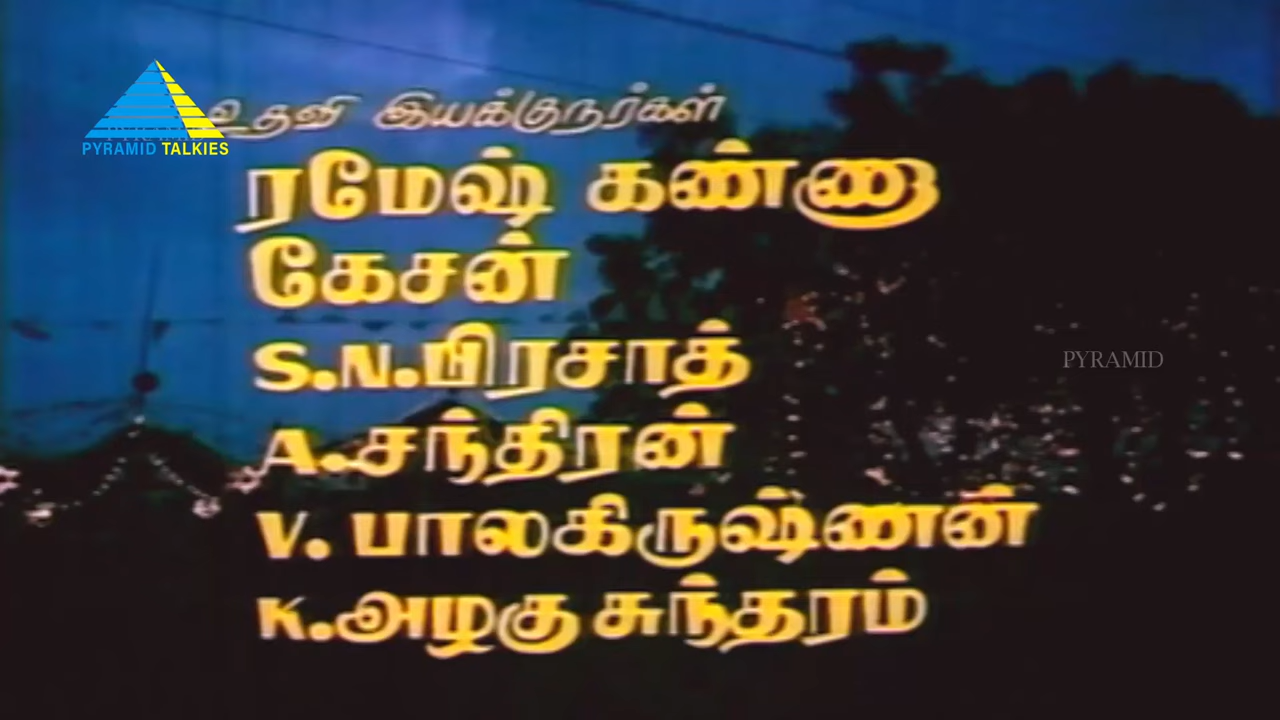 உதவி இயக்குநர்கள்
PYRAMID TALKIES
ரமேஷ் கண்ணு
கேசன்
S.N.பிரசாத்
PYRAMID
A.சந்திரன்
V. பாலகிருஷ்ணன்
K.அழகு சுந்தரம்